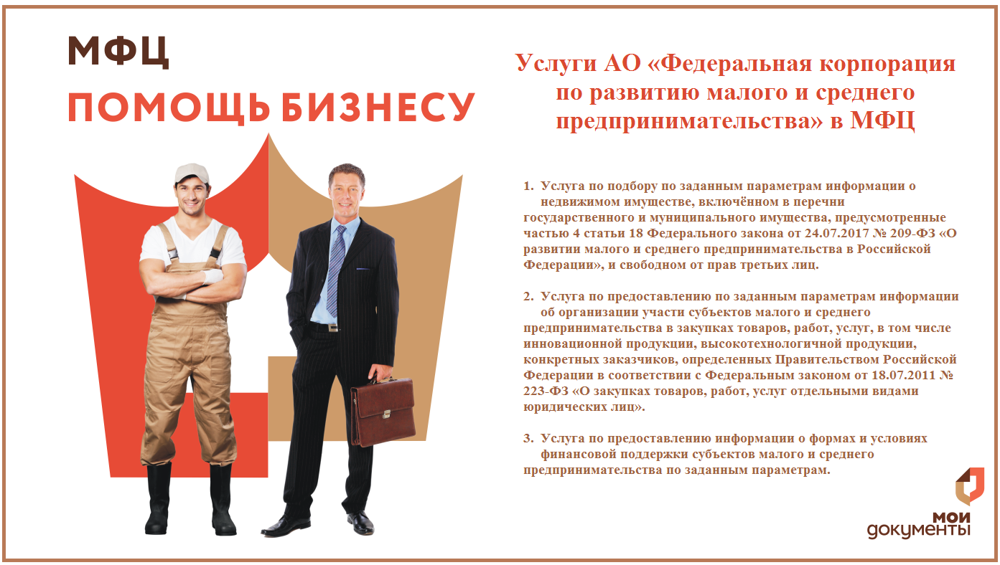 МФЦ
ПОМОЩЬ БИЗНЕСУ
Услуги АО «Федеральная корпорация
по развитию малого и среднего
предпринимательства» в МФЦ
1. Услуга по подбору по заданным параметрам информации о
недвижимом имуществе, включённом в перечни
государственного и муниципального имущества, предусмотренные
частью 4 статьи 18 Федерального закона от 24.07.2017 № 209-ФЗ «О
развитии малого и среднего предпринимательства в Российской
Федерации», и свободном от прав третьих лиц.
2. Услуга по предоставлению по заданным параметрам информации
об организации участи субъектов малого и среднего
предпринимательства в закупках товаров, работ, услуг, в том числе
инновационной продукции, высокотехнологичной продукции,
конкретных заказчиков, определенных Правительством Российской
Федерации в соответствии с Федеральным законом от 18.07.2011 №
223-ФЗ «О закупках товаров, работ, услуг отдельными видами
юридических лиц».
3. Услуга по предоставлению информации о формах и условиях
финансовой поддержки субъектов малого и среднего
предпринимательства по заданным параметрам.
мои
документы